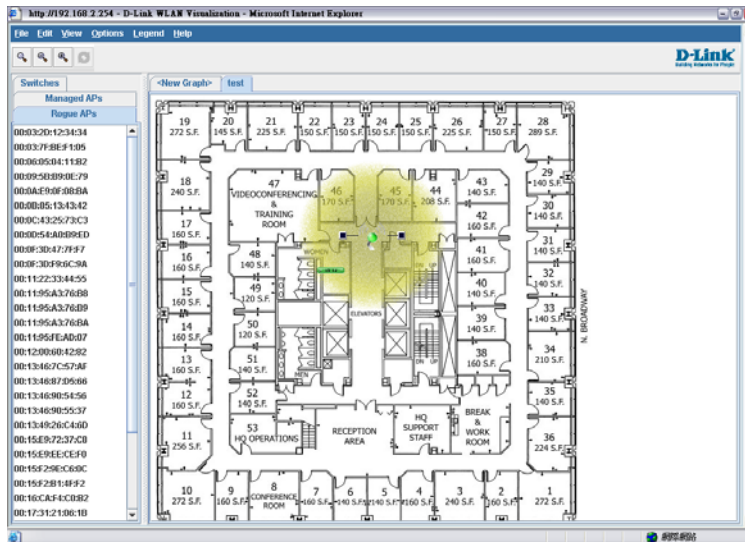 http://192.168.2.254 - D-Link WLAN Visualization - Microsoft Internet Explorer
File Edit View Options Legend Help
D-Link
Building Networks for People
Switches
Managed APs
Rogue APs
<New Graph> test
00:03:2D:12:34:34
00:03:7F:BE:F1:05
00:06:05:04:11:B2
00:09:5B:B9:0E:79
00:0A:E9:0F:08:BA
00:0B:05:13:43:42
00:0C:43:25:73:C3
00:0D:54:A0:B9:ED
00:0F:3D:47:7F:F7
00:0F:3D:F9:6C:9A
00:11:22:33:44:55
00:11:95:A3:76:B8
00:11:95:A3:76:B9
00:11:95:A3:76:BA
00:11:95:FE:AD:07
00:12:00:60:42:82
00:13:46:7C:57:AF
00:13:46:87:D5:66
00:13:46:90:54:56
00:13:46:90:55:37
00:13:49:26:C4:6D
00:15:E9:72:37:C0
00:15:E9:EE:CE:F0
00:15:F2:9E:C6:0C
00:15:F2:B1:4F:F2
00:16:CA:F4:C0:B2
00:17:31:21:06:1B
19
272 S.F.
20
145 S.F.
21
225 S.F.
22
150 S.F.
23
150 S.F.
24
150 S.F.
25
150 S.F.
26
225 S.F.
27
150 S.F.
28
289 S.F.
18
240 S.F.
47
VIDEOCONFERENCING
&
TRAINING
ROOM
46
170 S.F.
45
170 S.F.
44
208 S.F.
43
140 S.F.
29
140 S.F.
30
140 S.F.
17
160 S.F.
42
160 S.F.
31
140 S.F.
16
160 S.F.
48
140 S.F.
WOMEN
DN UP
41
160 S.F.
32
140 S.F.
15
160 S.F.
49
120 S.F.
40
140 S.F.
33
140 S.F.
14
160 S.F.
50
120 S.F.
ELEVATORS
39
140 S.F.
34
210 S.F.
N. BROADWAY
13
160 S.F.
51
140 S.F.
MEN
DN UP
38
160 S.F.
12
160 S.F.
52
140 S.F.
35
140 S.F.
11
256 S.F.
53
HQ OPERATIONS
RECEPTION
AREA
HQ
SUPPORT
STAFF
BREAK
&
WORK
ROOM
36
224 S.F.
10
272 S.F.
9
160 S.F.
8
CONFERENCE
ROOM
7
160 S.F.
6
140 S.F.
5
140 S.F.
4
160 S.F.
3
240 S.F.
2
160 S.F.
1
272 S.F.